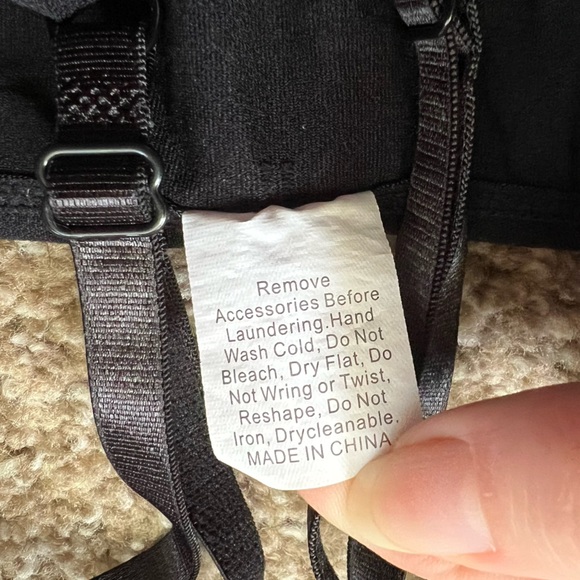 Remove
Accessories Before
Laundering.Hand
Wash Cold, Do Not
Bleach, Dry Flat, Do
Not Wring or Twist,
Reshape, Do Not
Iron, Drycleanable.
MADE IN CHINA